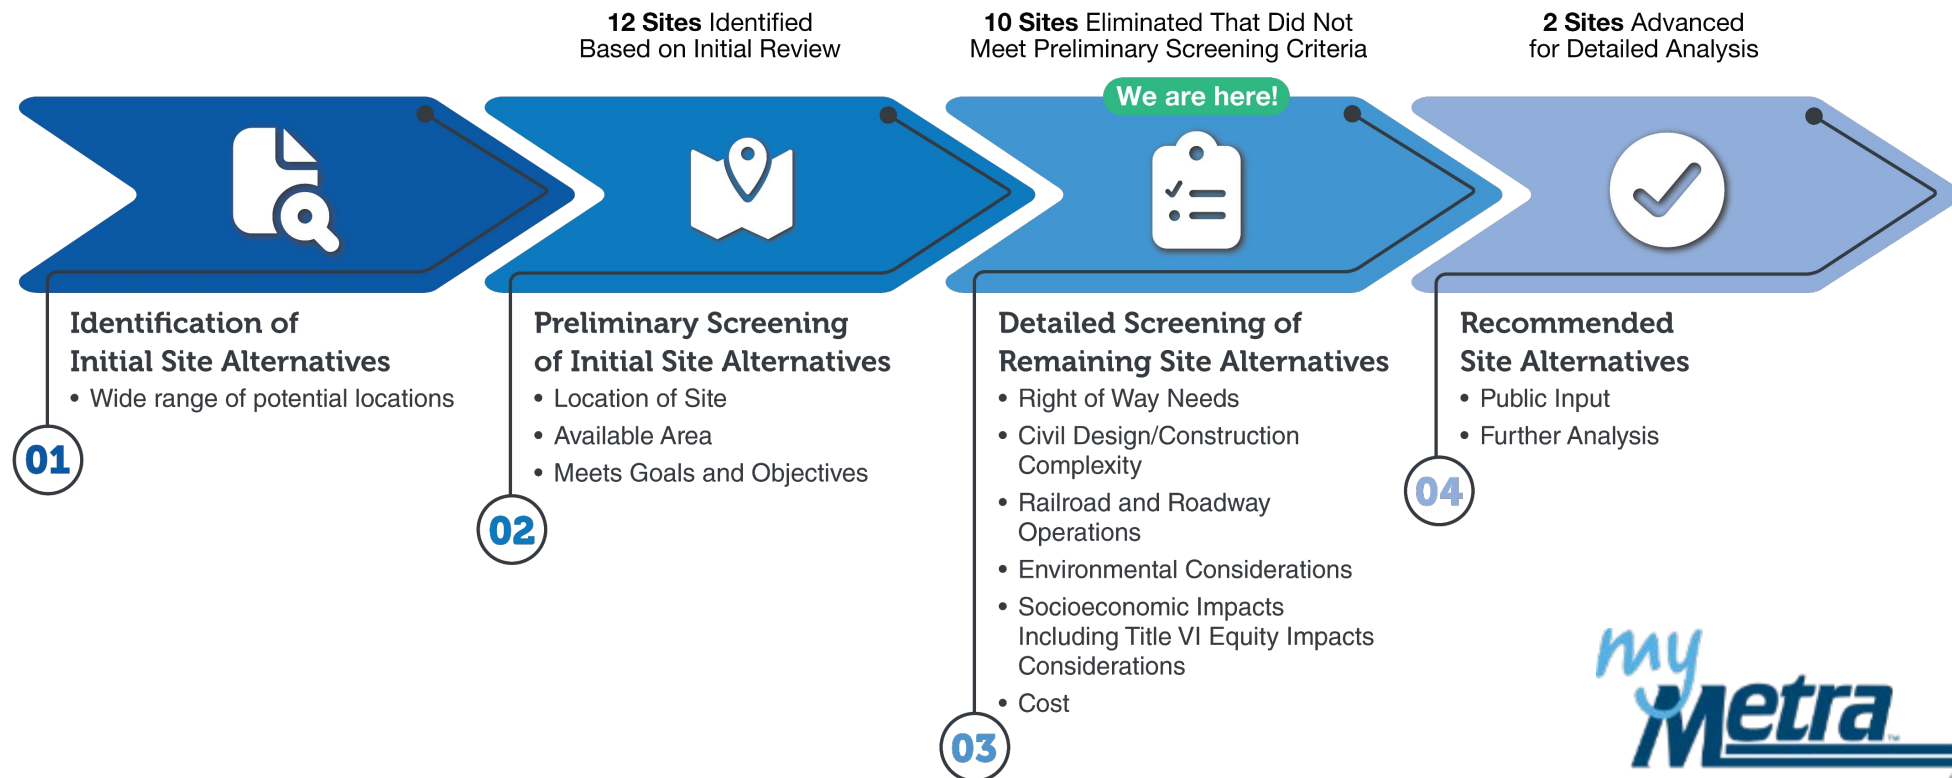 12 Sites Identified
Based on Initial Review
10 Sites Eliminated That Did Not
Meet Preliminary Screening Criteria
2 Sites Advanced
for Detailed Analysis
We are here!
Identification of
Initial Site Alternatives
• Wide range of potential locations
01
Preliminary Screening
of Initial Site Alternatives
• Location of Site
• Available Area
• Meets Goals and Objectives
02
Detailed Screening of
Remaining Site Alternatives
• Right of Way Needs
• Civil Design/Construction
Complexity
• Railroad and Roadway
Operations
• Environmental Considerations
• Socioeconomic Impacts
Including Title VI Equity Impacts
Considerations
• Cost
03
Recommended
Site Alternatives
• Public Input
• Further Analysis
04
my
Metra